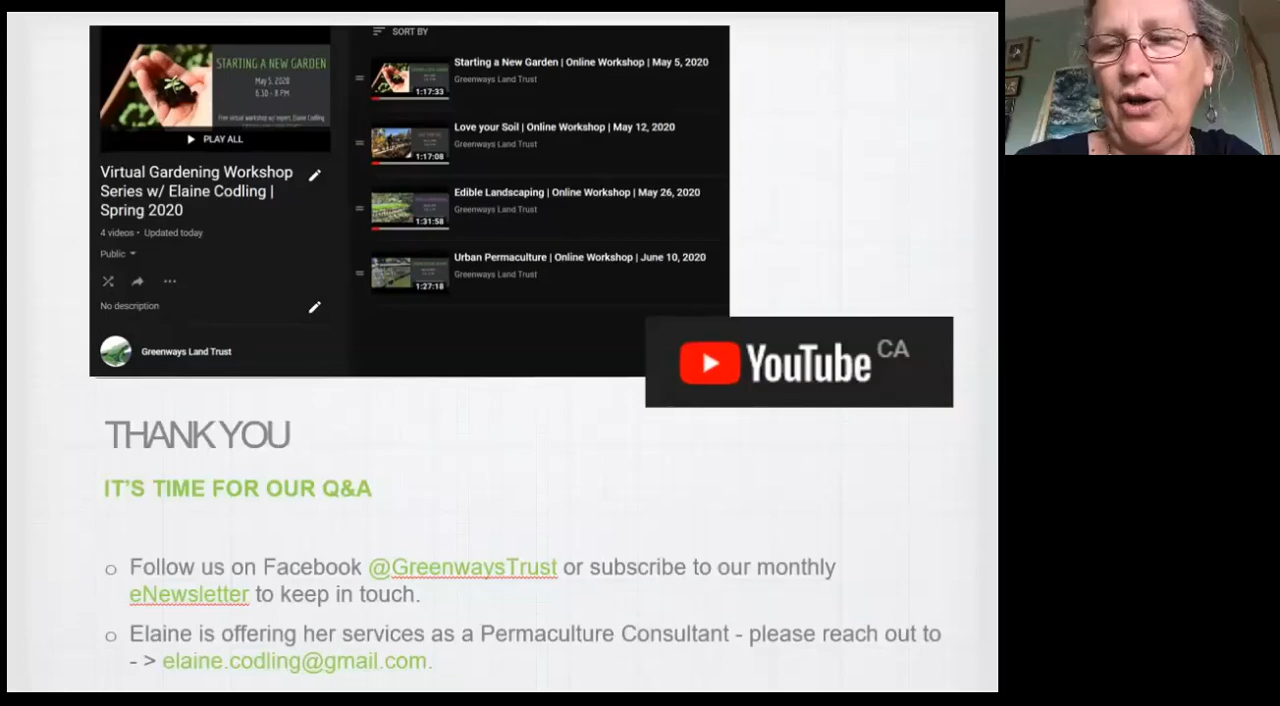 STARTING A NEW GARDEN
May 5, 2020
6:30 - 8 PM
Free virtual workshop w/ expert, Elaine Codling
PLAY ALL
Virtual Gardening Workshop
Series w/ Elaine Codling |
Spring 2020
4 videos • Updated today
Public
No description
Greenways Land Trust
SORT BY
Starting a New Garden | Online Workshop | May 5, 2020
Greenways Land Trust
1:17:33
Love your Soil | Online Workshop | May 12, 2020
Greenways Land Trust
1:17:08
Edible Landscaping | Online Workshop | May 26, 2020
Greenways Land Trust
1:31:58
Urban Permaculture | Online Workshop | June 10, 2020
Greenways Land Trust
1:27:18
YouTube CA
THANK YOU
IT'S TIME FOR OUR Q&A
Follow us on Facebook @GreenwaysTrust or subscribe to our monthly
eNewsletter to keep in touch.
Elaine is offering her services as a Permaculture Consultant - please reach out to
- > elaine.codling@gmail.com.